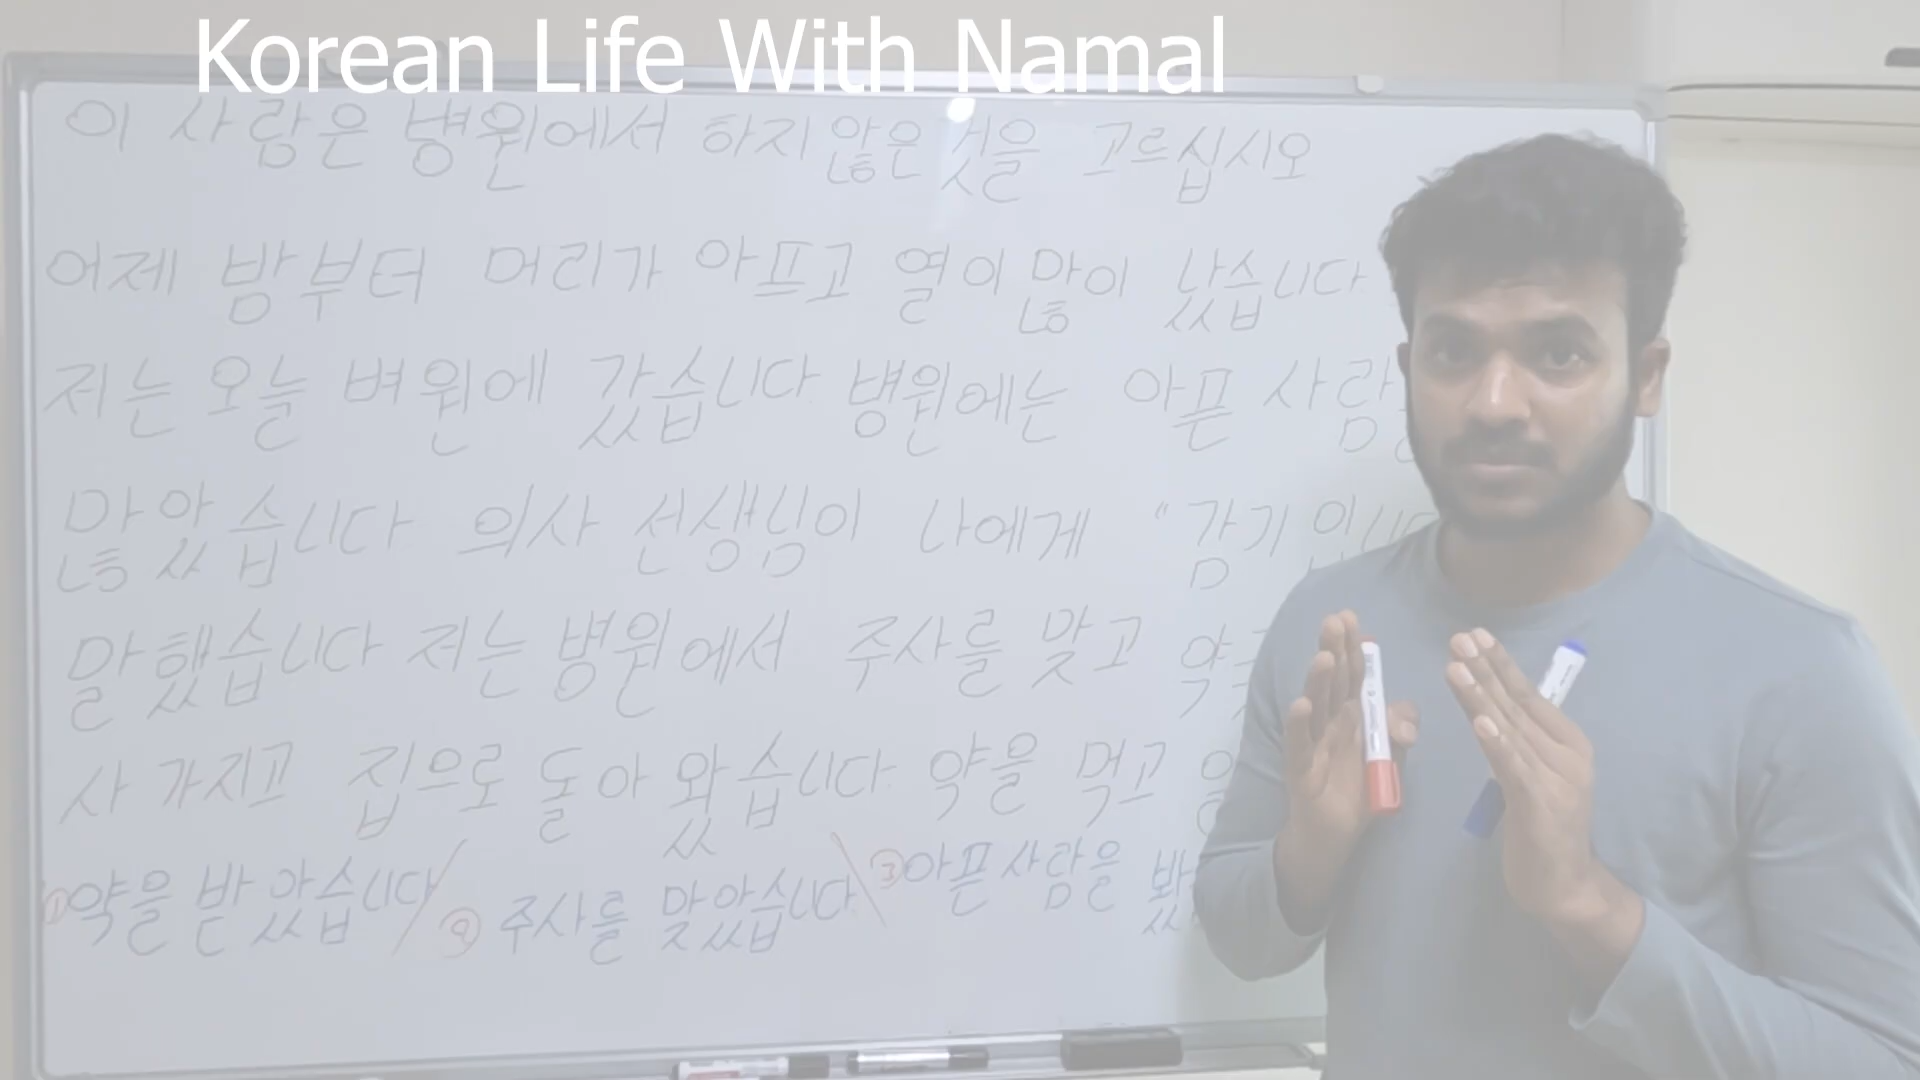 Korean Life With Namal
이 사람은 병원에서 하지 않은 것을 고르십시오
어제 밤부터 머리가 아프고 열이 많이 났습니다
저는 오늘 벼원에 갔습니다 병원에는 아픈 사람
많았습니다 의사 선생님이 나에게 "감기 입니다
말했습니다 저는 병원에서 주사를 맞고 약
사 가지고 집으로 돌아 왔습니다 약을 먹고
① 약을 받았습니다 ② 주사를 맞았습니다 ③ 아픈 사람을 봤